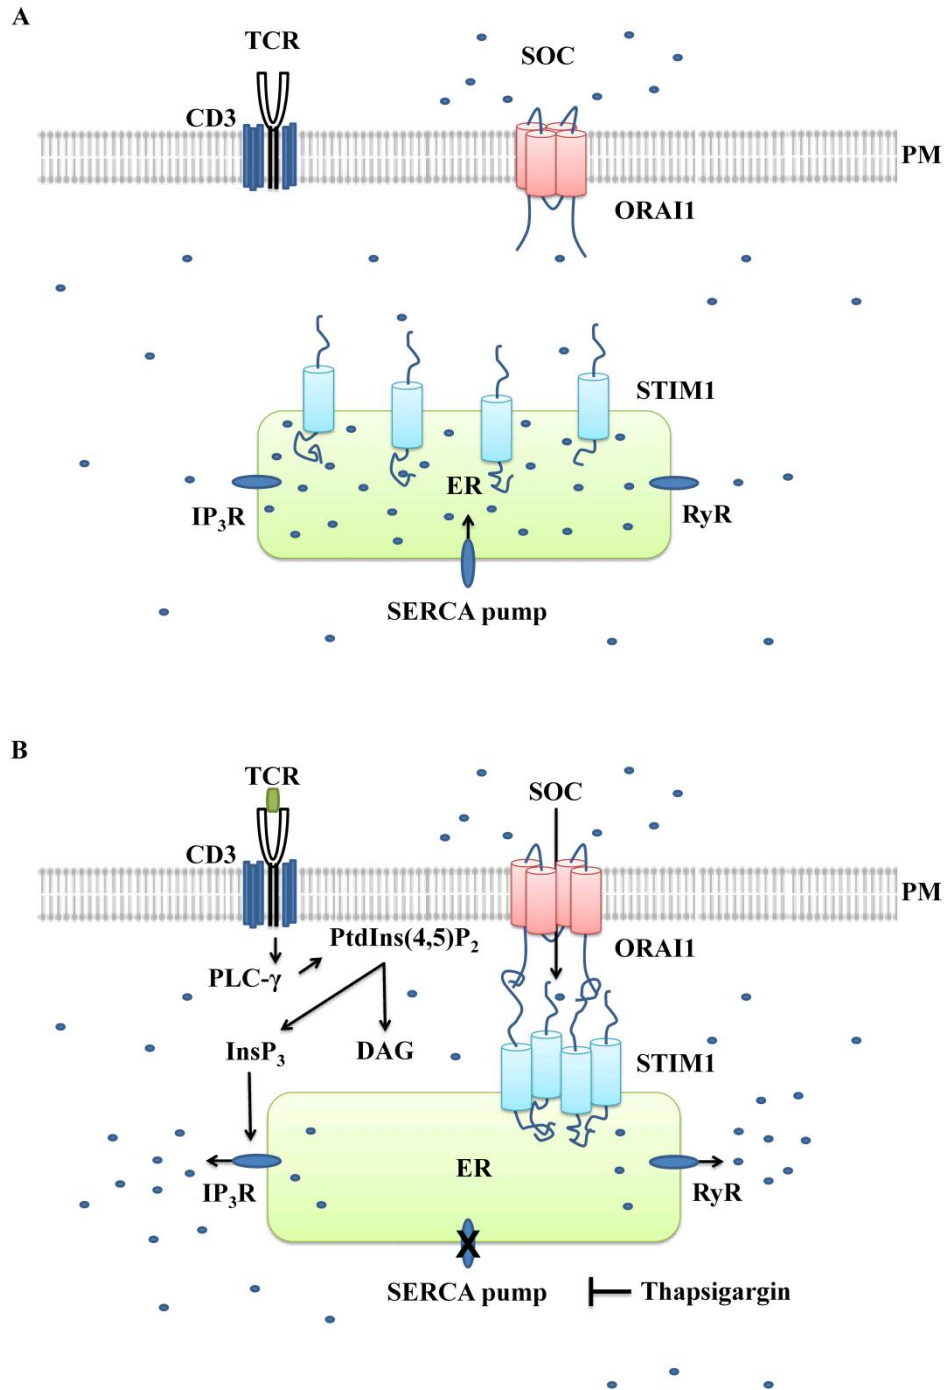 A
TCR
SOC
CD3
PM
ORAI1
STIM1
ER
IP₃R
RyR
SERCA pump
B
TCR
SOC
CD3
PM
PtdIns(4,5)P₂
ORAI1
PLC-γ
InsP₃
DAG
STIM1
ER
IP₃R
RyR
X
SERCA pump
Thapsigargin